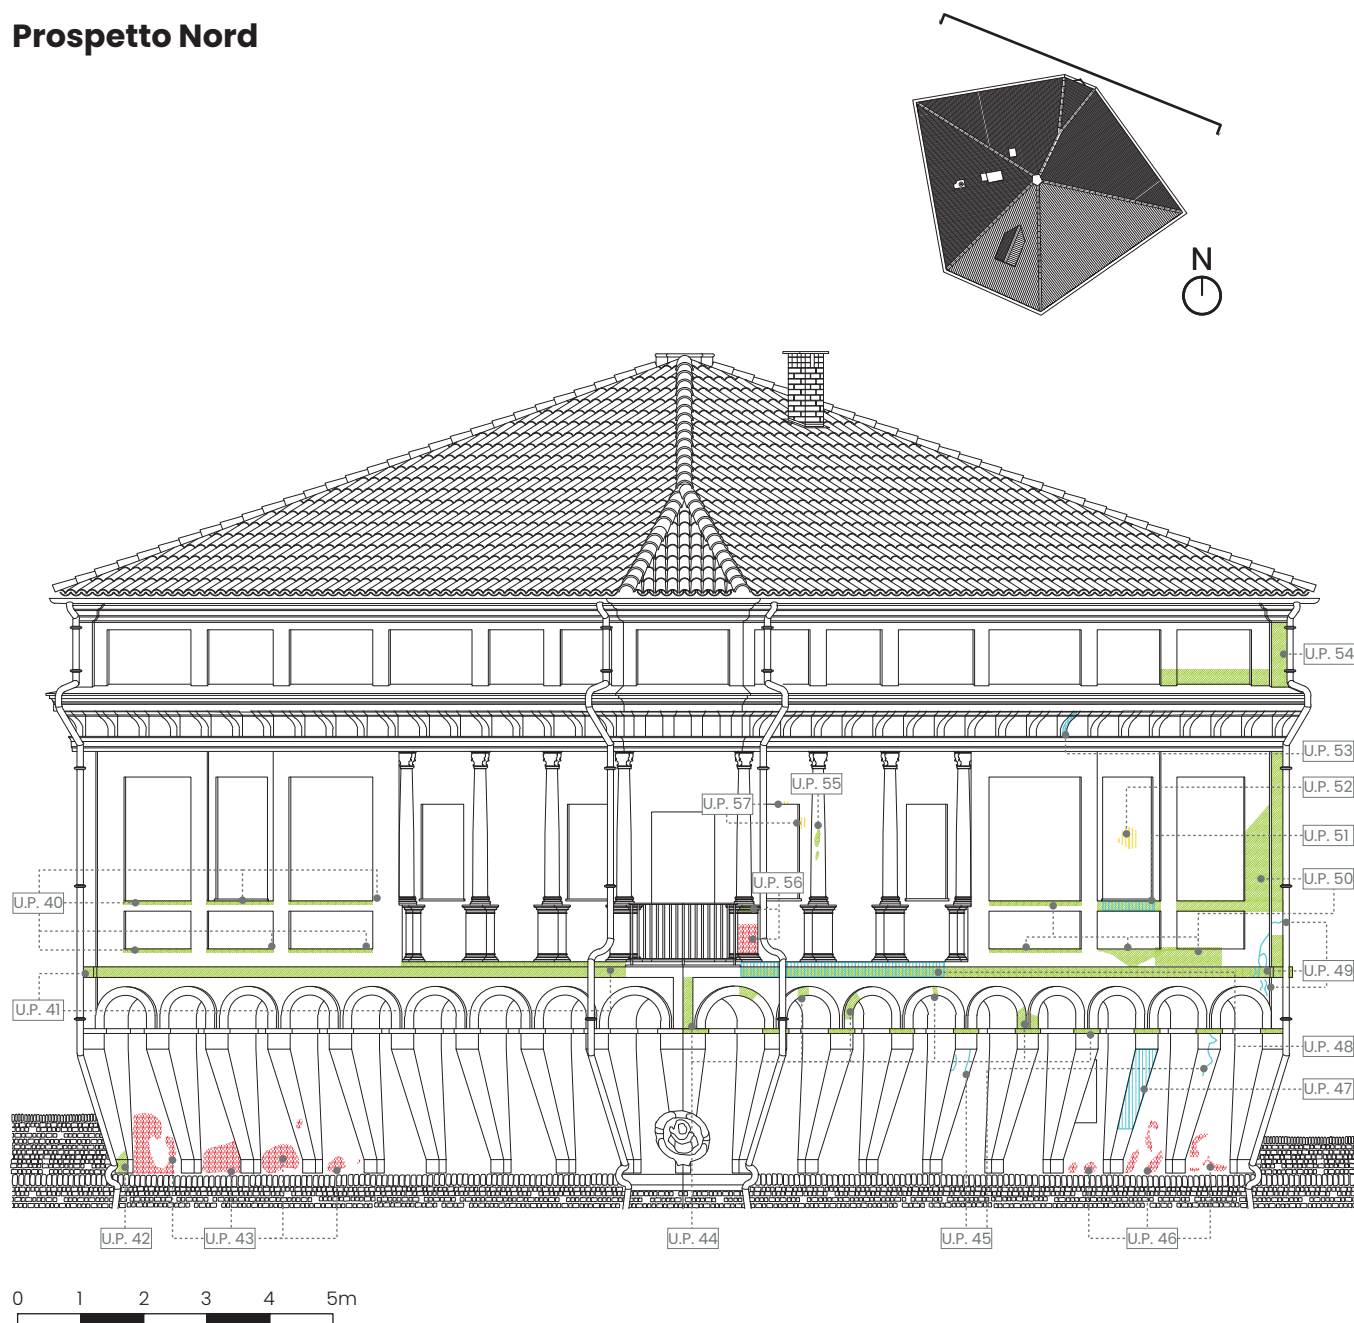 Prospetto Nord
N
U.P. 54
U.P. 53
U.P. 55
U.P. 52
U.P. 57
U.P. 51
U.P. 56
U.P. 50
U.P. 40
U.P. 49
U.P. 41
U.P. 48
U.P. 47
U.P. 42
U.P. 43
U.P. 44
U.P. 45
U.P. 46
0 1 2 3 4 5m